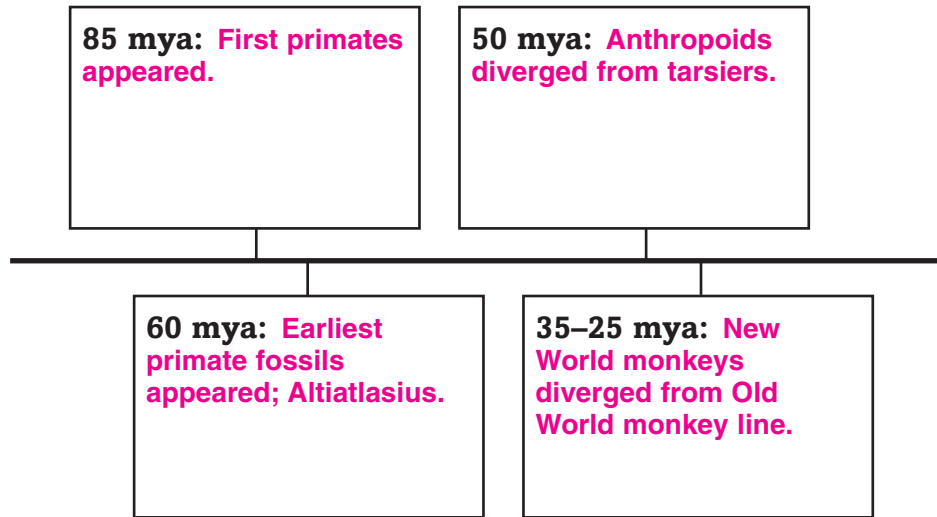 85 mya: First primates
appeared.
60 mya: Earliest
primate fossils
appeared; Altiatlasius.
50 mya: Anthropoids
diverged from tarsiers.
35–25 mya: New
World monkeys
diverged from Old
World monkey line.